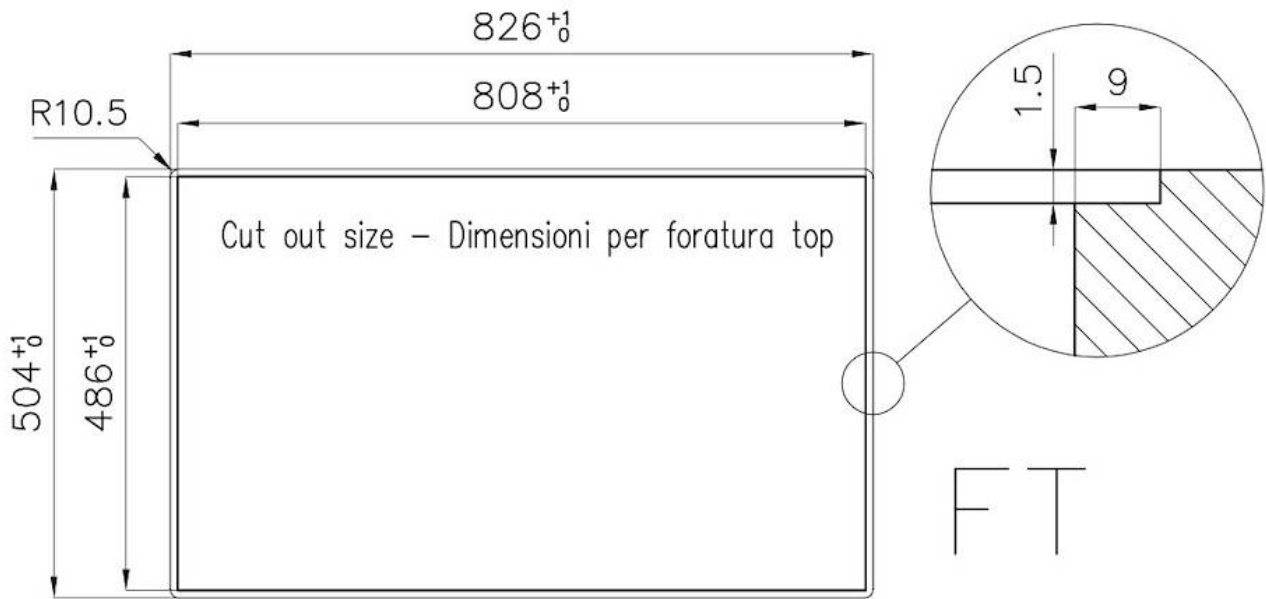 826 +1 0
808 +1 0
R10.5
1.5
9
Cut out size – Dimensioni per foratura top
504 +1 0
486 +1 0
FT